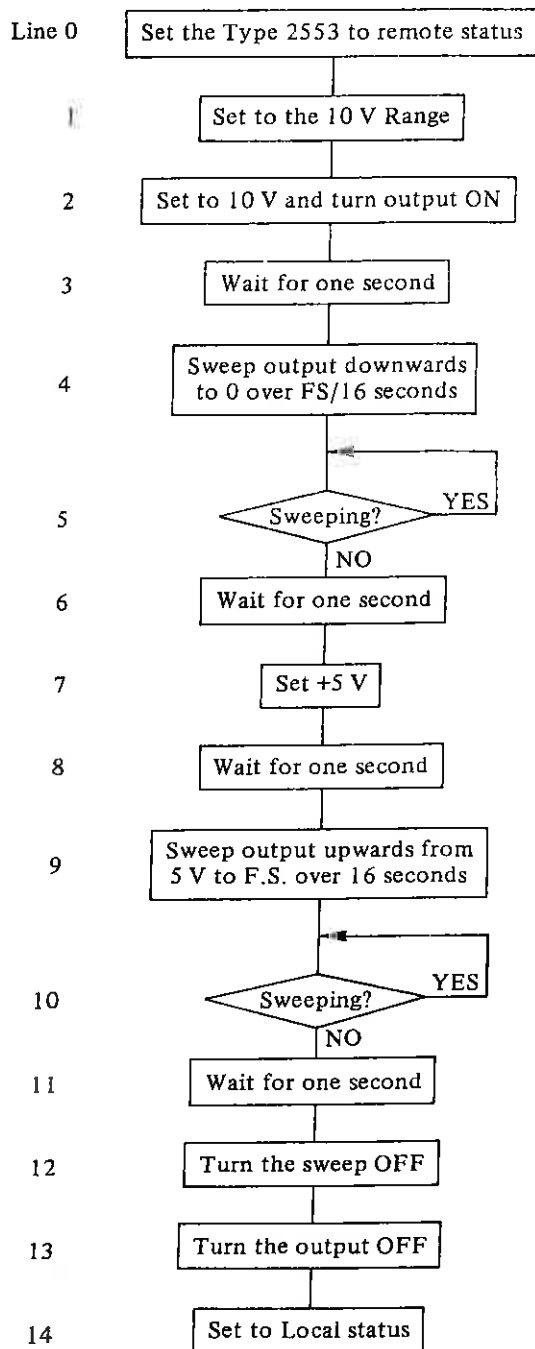 Line 0 Set the Type 2553 to remote status
1 Set to the 10 V Range
2 Set to 10 V and turn output ON
3 Wait for one second
4 Sweep output downwards
to 0 over FS/16 seconds
5 Sweeping? YES
NO
6 Wait for one second
7 Set +5 V
8 Wait for one second
9 Sweep output upwards from
5 V to F.S. over 16 seconds
10 Sweeping? YES
NO
11 Wait for one second
12 Turn the sweep OFF
13 Turn the output OFF
14 Set to Local status